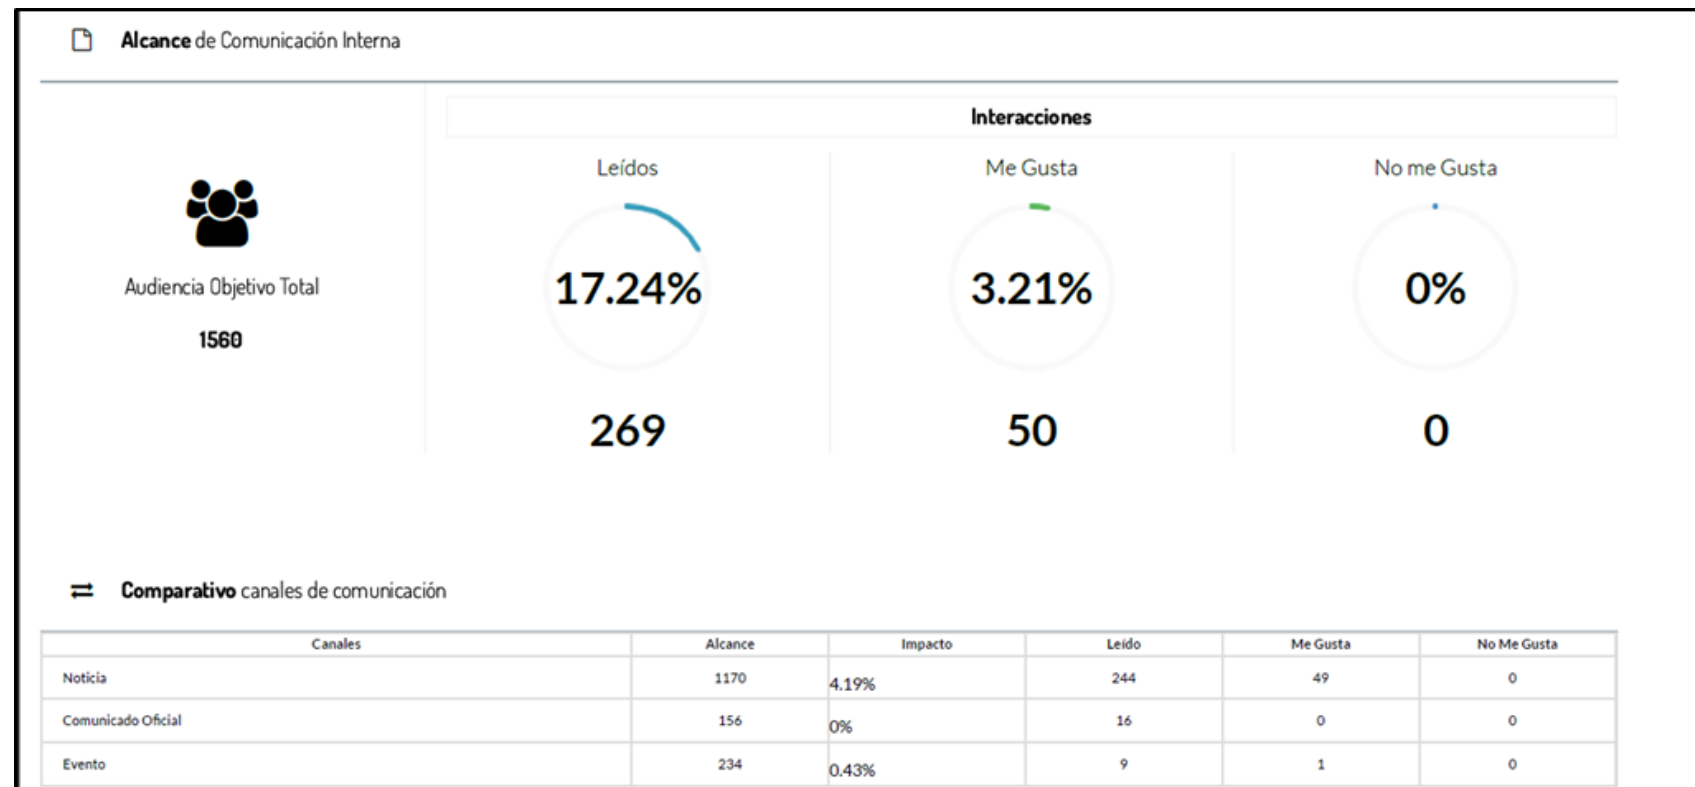 Alcance de Comunicación Interna
Interacciones
Leídos Me Gusta No me Gusta
17.24% 3.21% 0%
Audiencia Objetivo Total
1560
269 50 0
Comparativo canales de comunicación
Canales Alcance Impacto Leído Me Gusta No Me Gusta
Noticia 1170 4.19% 244 49 0
Comunicado Oficial 156 0% 16 0 0
Evento 234 0.43% 9 1 0